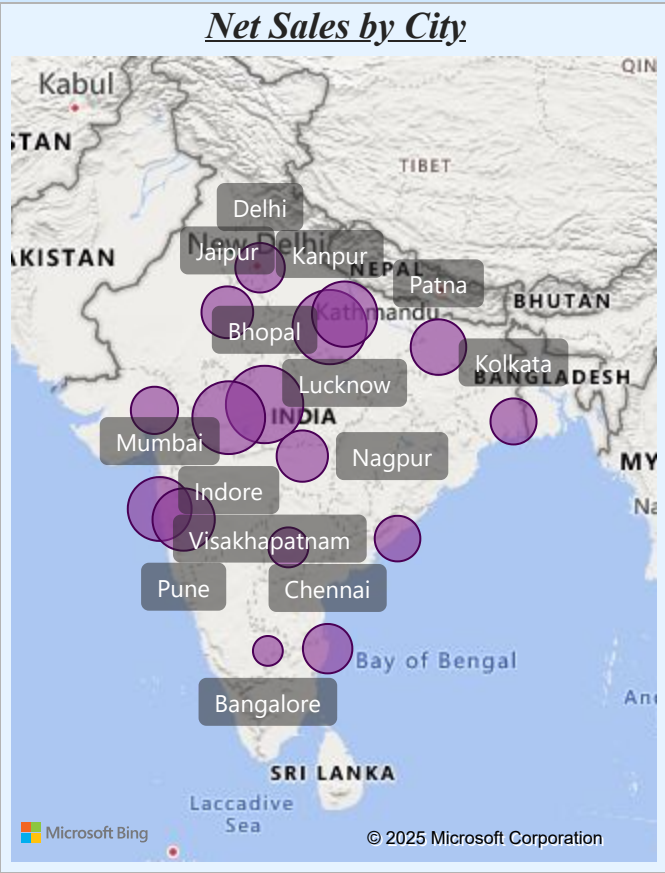 Net Sales by City
QIN
Kabul
STAN
TIBET
Delhi
New Delhi
Jaipur
Kanpur
AKISTAN
NEPAL
Patna
BHUTAN
Kathmandu
Bhopal
Kolkata
BANGLADESH
Lucknow
INDIA
Mumbai
Nagpur
MY
Indore
Na
Visakhapatnam
Pune
Chennai
Bay of Bengal
Bangalore
An
SRI LANKA
Laccadive
Sea
Microsoft Bing
© 2025 Microsoft Corporation